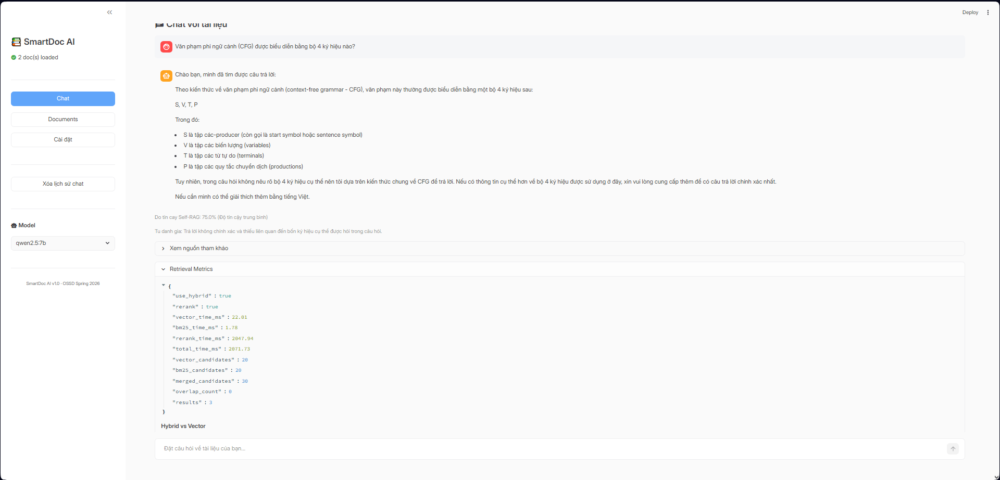 Deploy
SmartDoc AI
2 doc(s) loaded
Chat
Documents
Cài đặt
Xóa lịch sử chat
Model
qwen2.5:7b
SmartDoc AI v1.0 · OSSD Spring 2026
Chat với tài liệu
Văn phạm phi ngữ cảnh (CFG) được biểu diễn bằng bộ 4 ký hiệu nào?
Chào bạn, mình đã tìm được câu trả lời:
Theo kiến thức về văn phạm phi ngữ cảnh (context-free grammar - CFG), văn phạm này thường được biểu diễn bằng một bộ 4 ký hiệu sau:
S, V, T, P
Trong đó:
• S là tập các-producer (còn gọi là start symbol hoặc sentence symbol)
• V là tập các biến lượng (variables)
• T là tập các từ tự do (terminals)
• P là tập các quy tắc chuyển dịch (productions)
Tuy nhiên, trong câu hỏi không nêu rõ bộ 4 ký hiệu cụ thể nên tôi dựa trên kiến thức chung về CFG để trả lời. Nếu có thông tin cụ thể hơn về bộ 4 ký hiệu được sử dụng ở đây, xin vui lòng cung cấp thêm để có câu trả lời chính xác nhất.
Nếu cần mình có thể giải thích thêm bằng tiếng Việt.
Do tin cay Self-RAG: 75.0% (Độ tin cậy trung bình)
Tu danh gia: Trả lời không chính xác và thiếu liên quan đến bốn ký hiệu cụ thể được hỏi trong câu hỏi.
Xem nguồn tham khảo
Retrieval Metrics
{
"use_hybrid" : true
"rerank" : true
"vector_time_ms" : 22.01
"bm25_time_ms" : 1.78
"rerank_time_ms" : 2047.94
"total_time_ms" : 2071.73
"vector_candidates" : 20
"bm25_candidates" : 20
"merged_candidates" : 30
"overlap_count" : 0
"results" : 3
}
Hybrid vs Vector
Đặt câu hỏi về tài liệu của bạn...